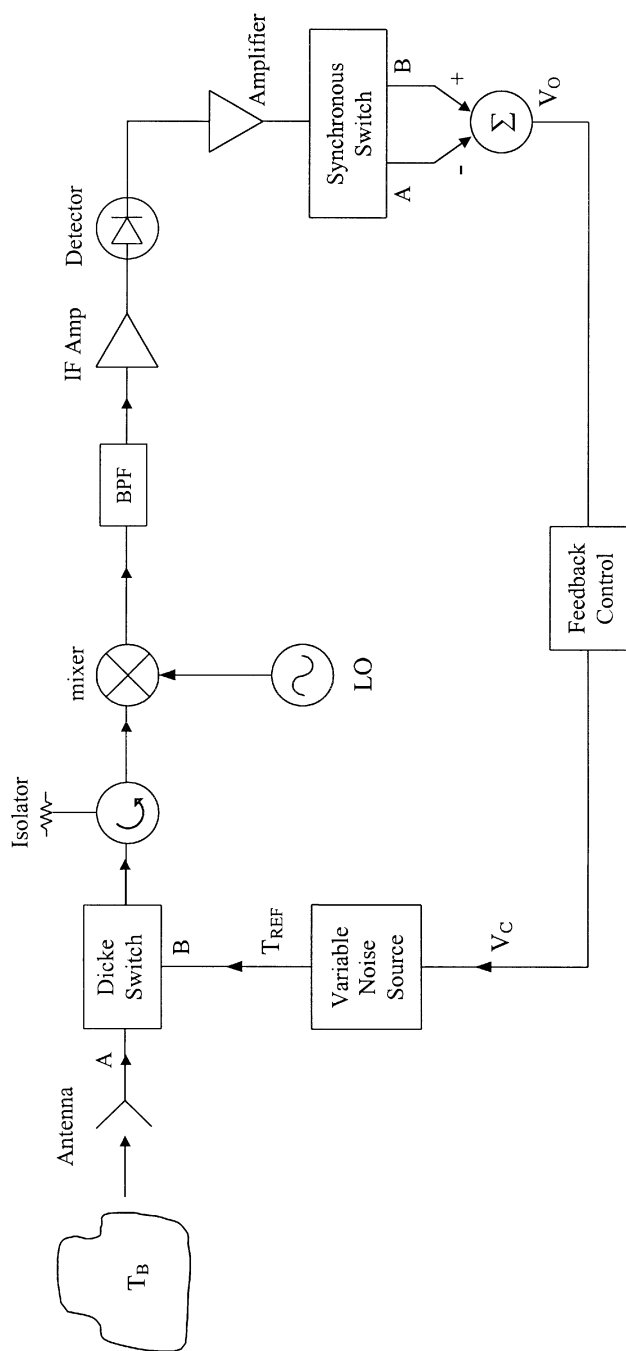 T_B
Antenna
A
Dicke
Switch
B
T_REF
Variable
Noise
Source
V_C
Isolator
mixer
LO
BPF
IF Amp
Detector
Amplifier
Synchronous
Switch
A
B
-
+
Σ
V_O
Feedback
Control